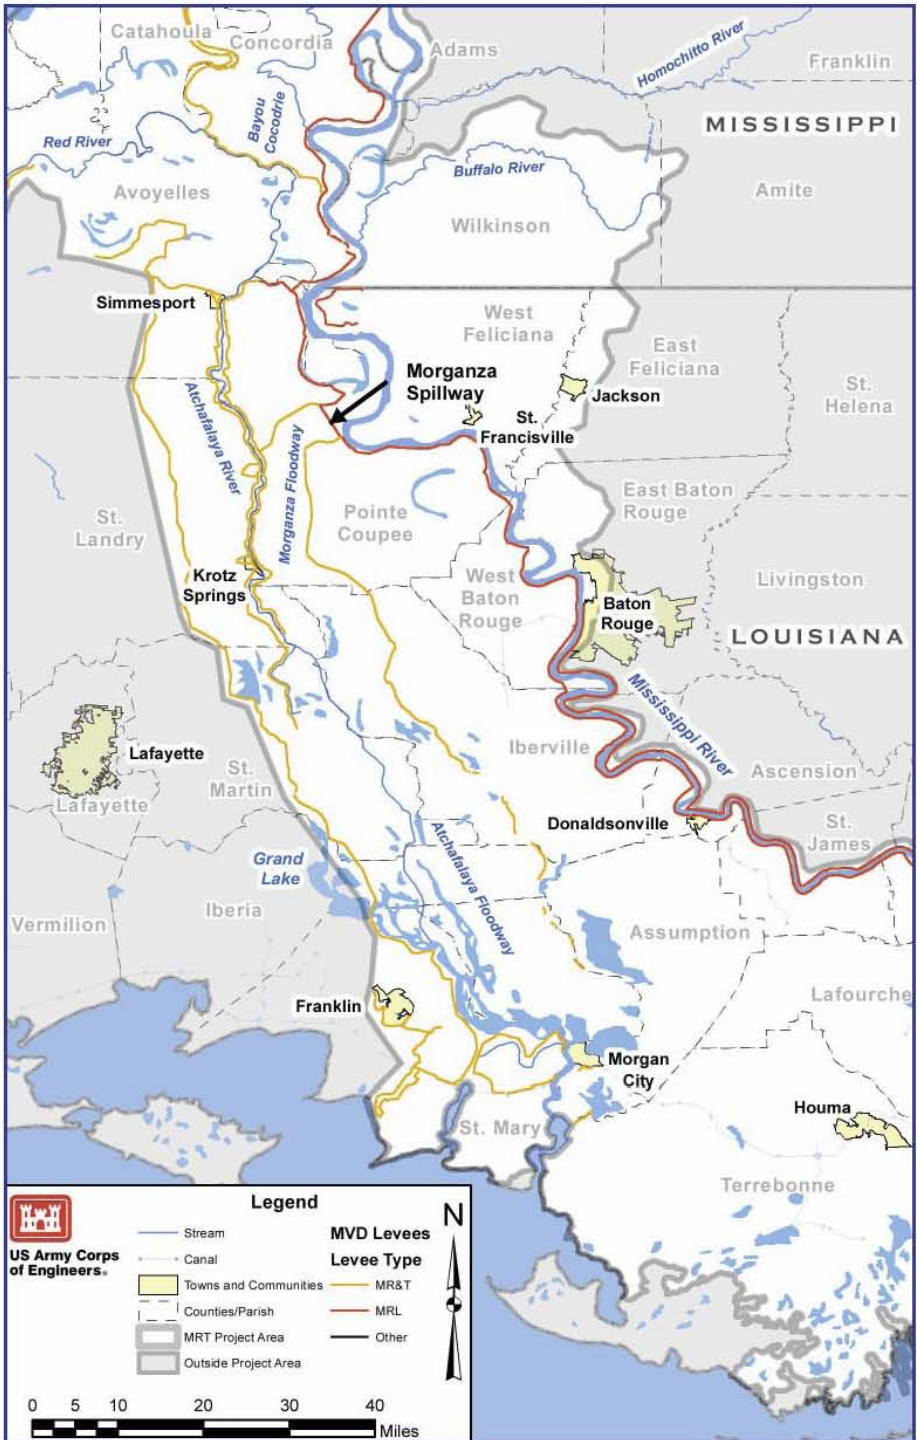 Catahoula
Concordia
Adams
Homochitto River
Franklin
MISSISSIPPI
Red River
Bayou
Cocodrie
Buffalo River
Avoyelles
Amite
Wilkinson
Simmesport
West
Feliciana
East
Feliciana
Morganza
Spillway
Jackson
St.
Helena
St.
Francisville
Atchafalaya River
Morganza Floodway
East Baton
Rouge
Pointe
Coupee
St.
Landry
Krotz
Springs
West
Baton
Rouge
Livingston
Baton
Rouge
LOUISIANA
Mississippi River
Lafayette
Lafayette
Iberville
St.
Martin
Ascension
Donaldsonville
St.
James
Atchafalaya Floodway
Grand
Lake
Vermilion
Iberia
Assumption
Lafourche
Franklin
Morgan
City
Houma
St. Mary
Terrebonne
US Army Corps
of Engineers®
Legend
Stream
Canal
Towns and Communities
Counties/Parish
MRT Project Area
Outside Project Area
MVD Levees
Levee Type
MR&T
MRL
Other
N
0 5 10 20 30 40
Miles